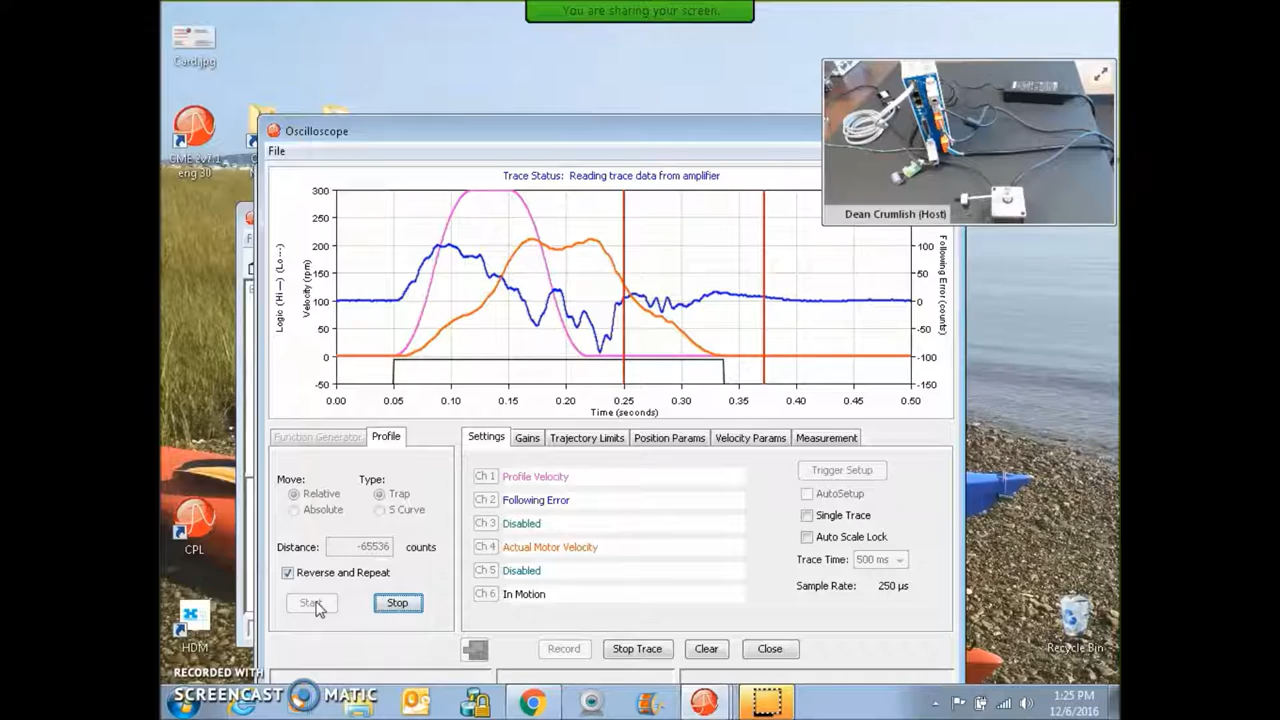 You are sharing your screen.
Card.jpg
CME 2v7.1
eng 30
Dean Crumlish (Host)
Oscilloscope
File
Trace Status: Reading trace data from amplifier
Logic (Hi—) (Lo---)
Velocity (rpm)
300
250
200
150
100
50
0
-50
100
50
0
-50
-100
-150
Following Error (counts)
0.00 0.05 0.10 0.15 0.20 0.25 0.30 0.35 0.40 0.45 0.50
Time (seconds)
Function Generator Profile
Move: Type:
Relative Trap
Absolute S Curve
Distance: -65536 counts
Reverse and Repeat
Start Stop
Settings Gains Trajectory Limits Position Params Velocity Params Measurement
Ch 1 Profile Velocity
Ch 2 Following Error
Ch 3 Disabled
Ch 4 Actual Motor Velocity
Ch 5 Disabled
Ch 6 In Motion
Trigger Setup
AutoSetup
Single Trace
Auto Scale Lock
Trace Time: 500 ms
Sample Rate: 250 µs
Record Stop Trace Clear Close
CPL
HDM
Recycle Bin
RECORDED WITH
SCREENCAST MATIC
1:25 PM
12/6/2016